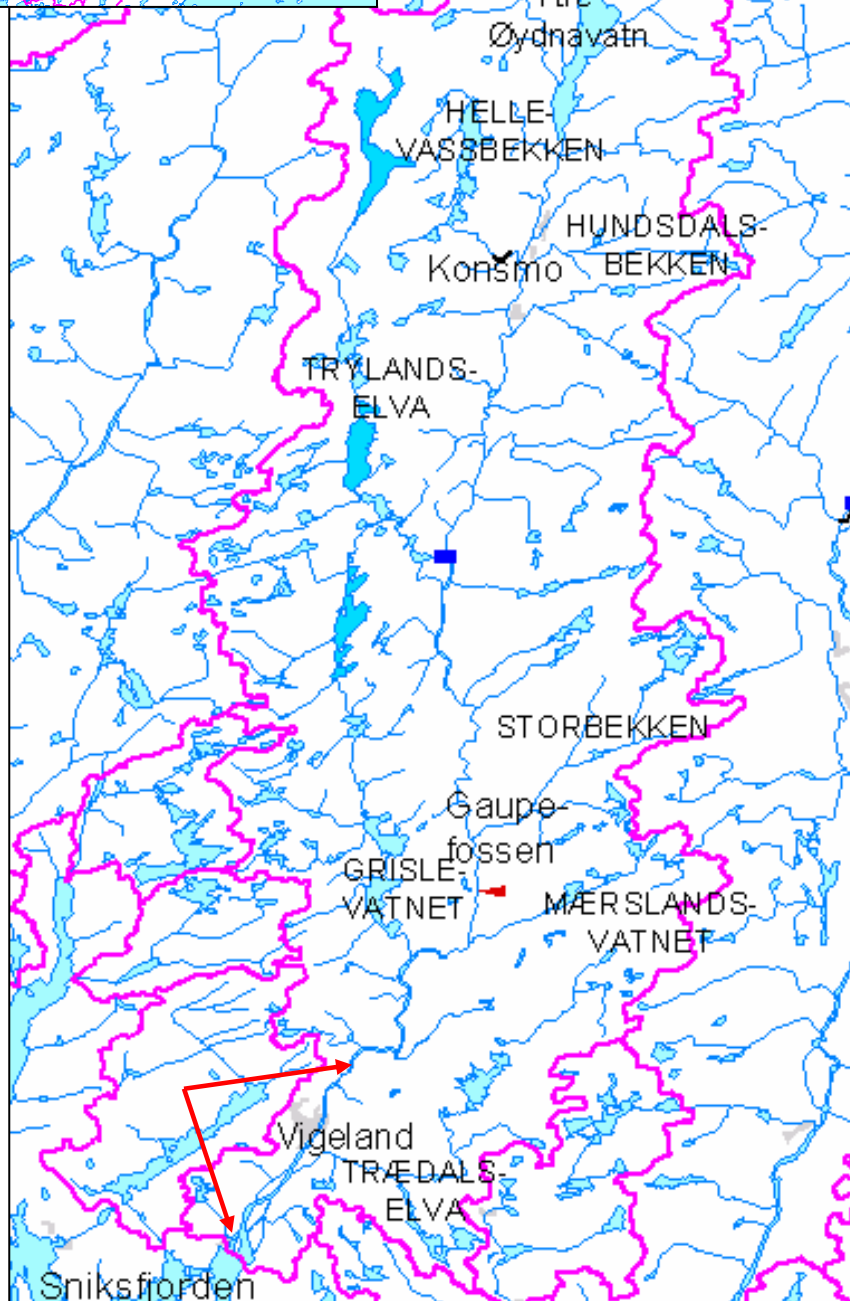 Øydnavatn
HELLE-
VASSBEKKEN
HUNDSDALS-
BEKKEN
Konsmo
TRYLANDS-
ELVA
STORBEKKEN
Gaupe-
fossen
GRISLE-
VATNET
MÆRSLANDS-
VATNET
Vigeland
TRÆDALS-
ELVA
Sniksfjorden